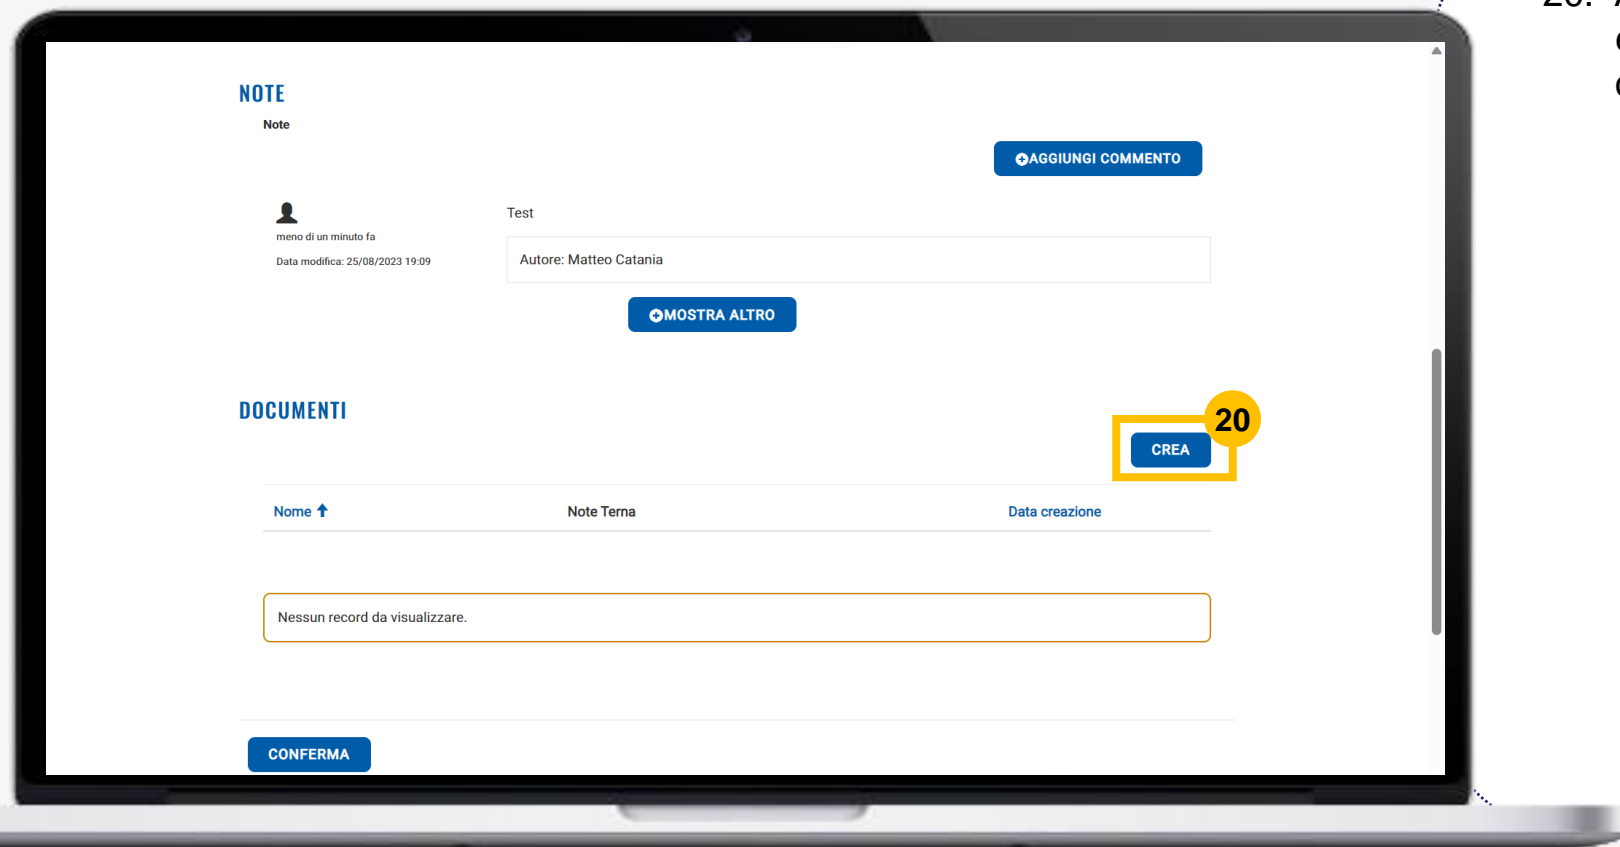 20.
NOTE
Note
AGGIUNGI COMMENTO
Test
meno di un minuto fa
Data modifica: 25/08/2023 19:09
Autore: Matteo Catania
MOSTRA ALTRO
DOCUMENTI
20
CREA
Nome Note Terna Data creazione
Nessun record da visualizzare.
CONFERMA